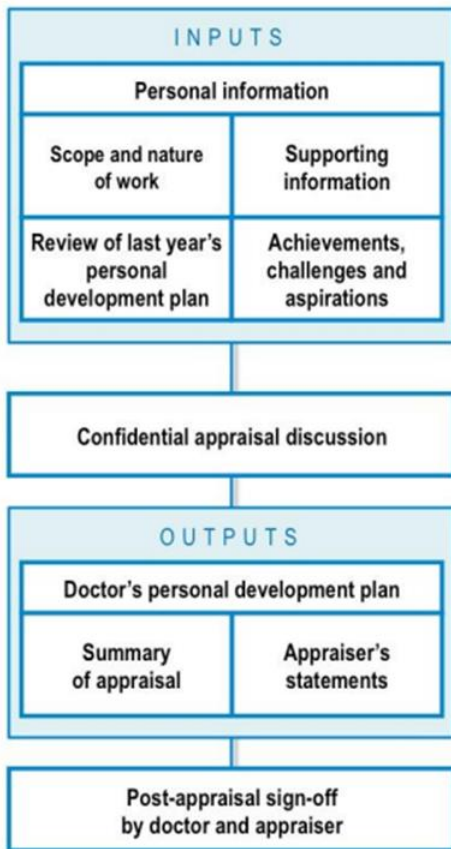 INPUTS
Personal information
Scope and nature
of work
Supporting
information
Review of last year's
personal
development plan
Achievements,
challenges and
aspirations
Confidential appraisal discussion
OUTPUTS
Doctor's personal development plan
Summary
of appraisal
Appraiser's
statements
Post-appraisal sign-off
by doctor and appraiser